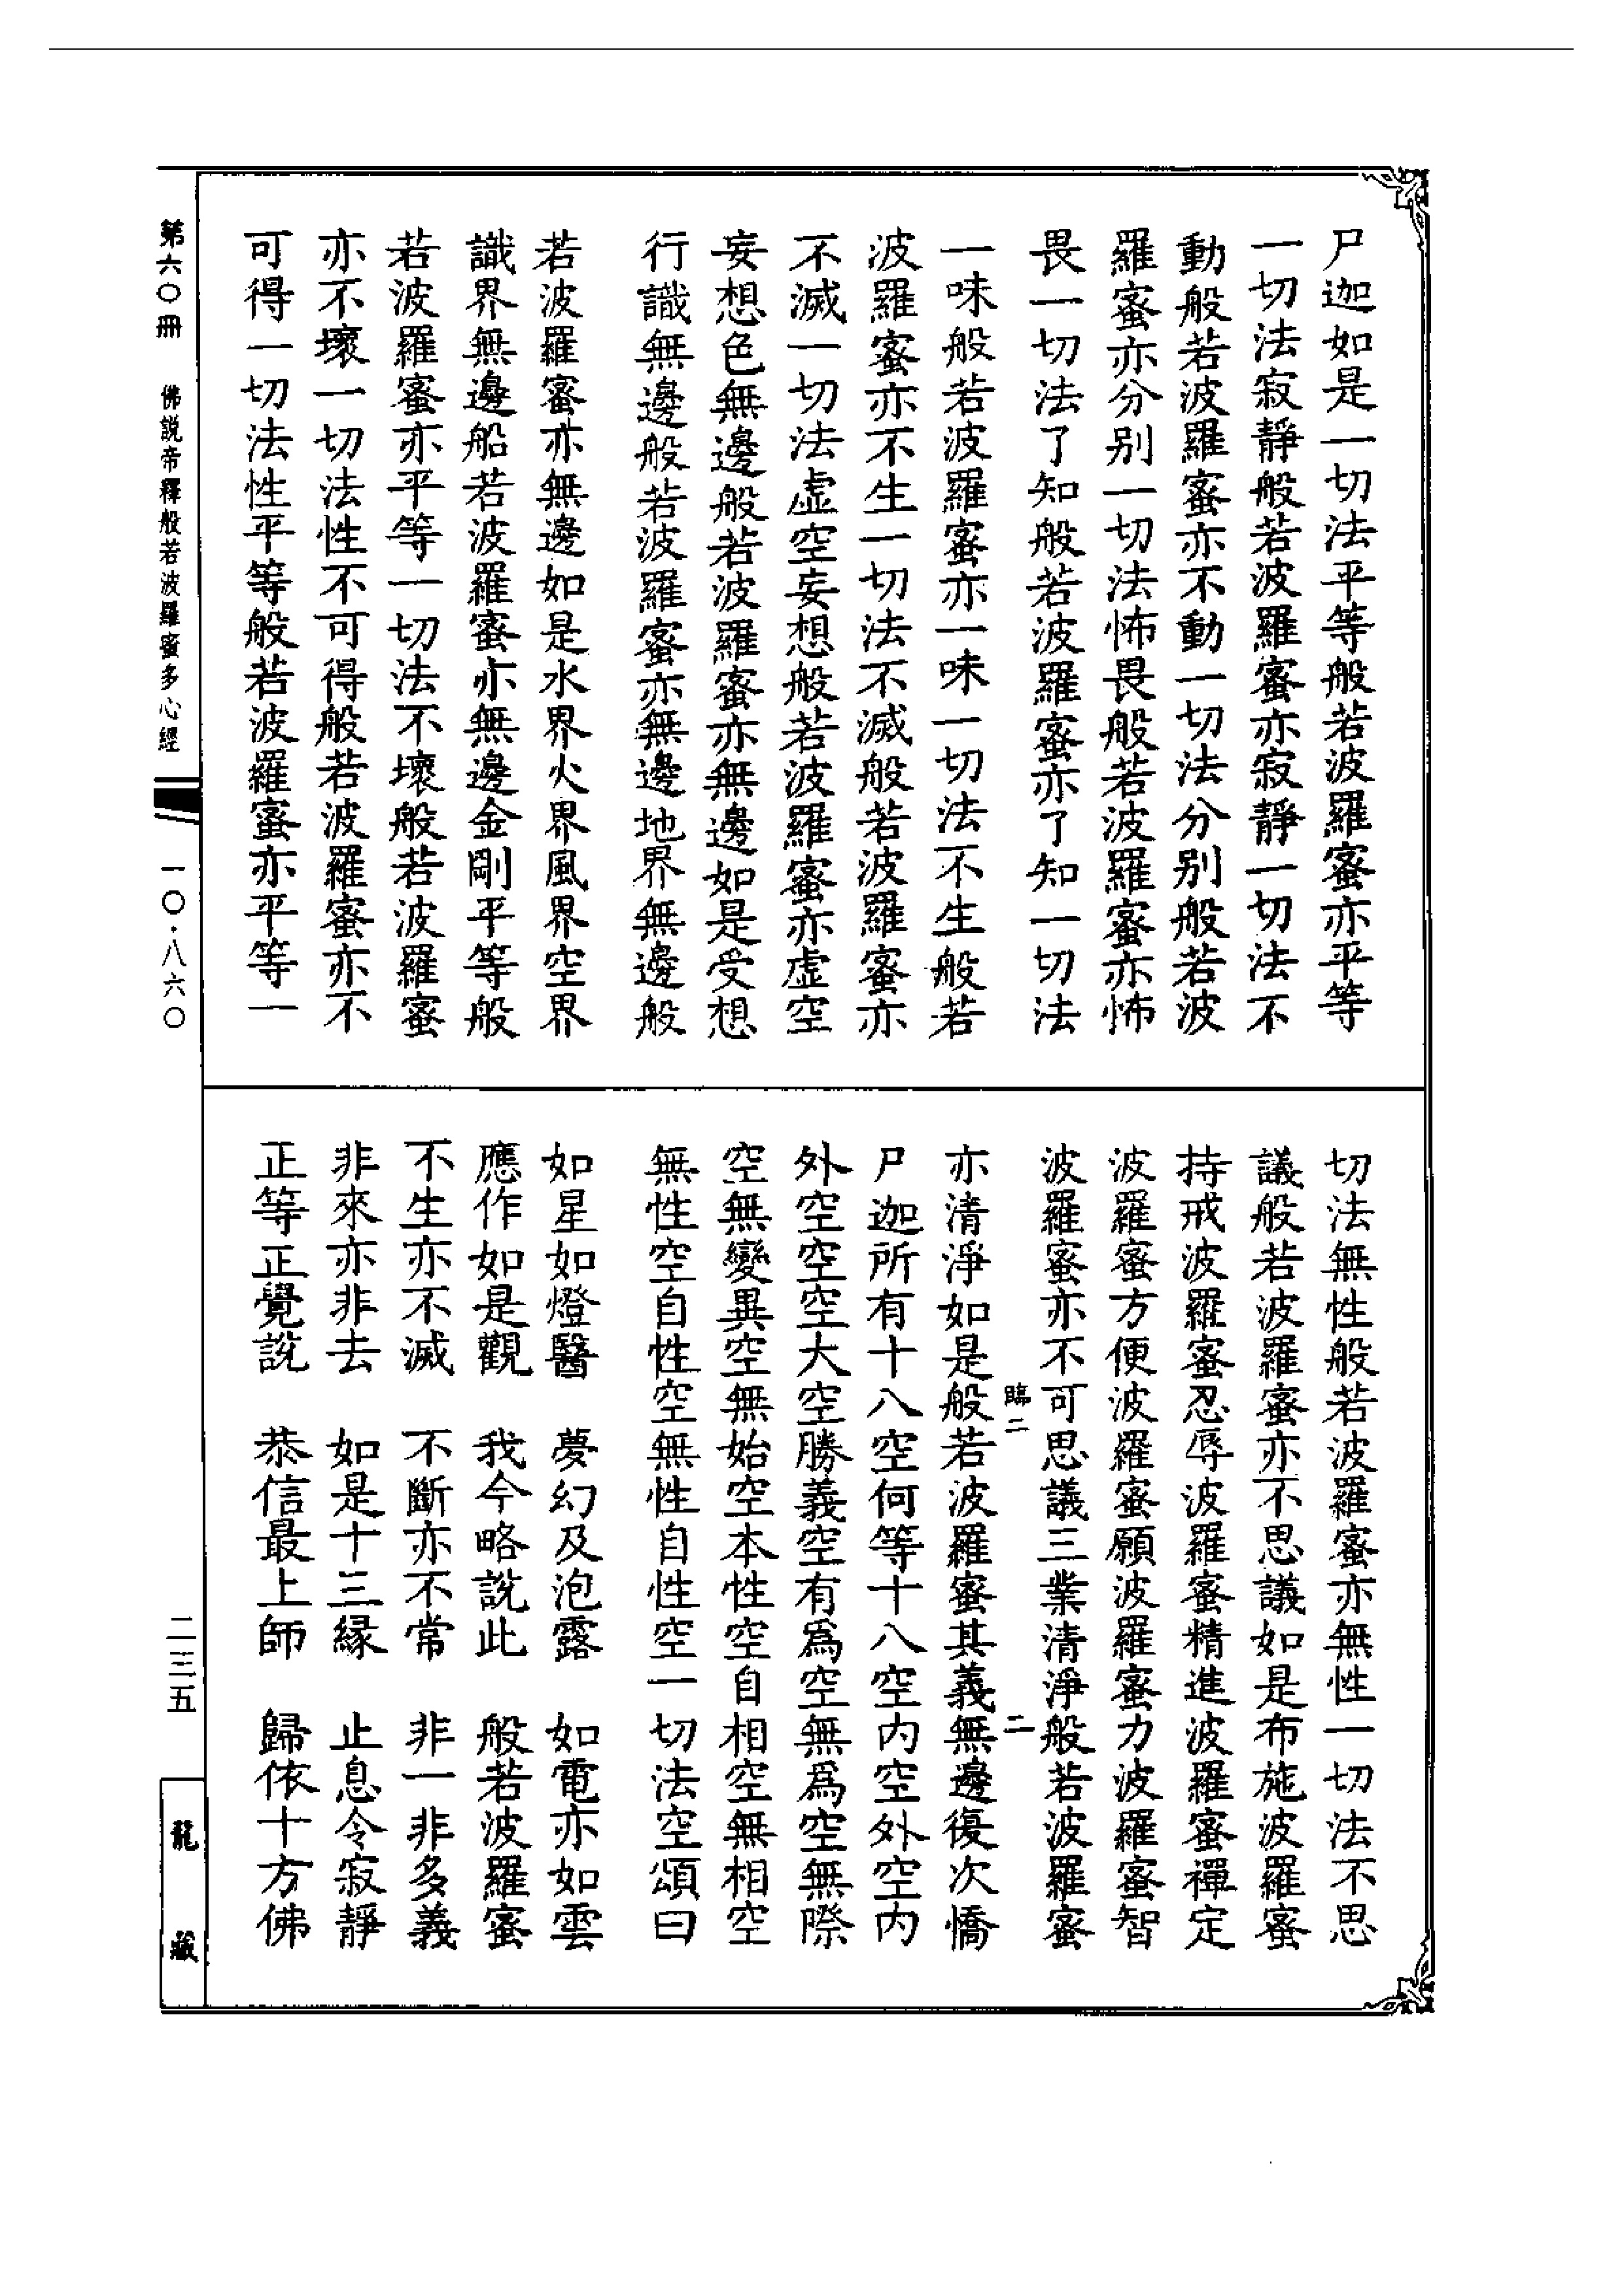 尸迦如是一切法平等般若波羅蜜亦平等
一切法寂靜般若波羅蜜亦寂靜一切法不
動般若波羅蜜亦不動一切法分别般若波
羅蜜亦分别一切法怖畏般若波羅蜜亦怖
畏一切法了知般若波羅蜜亦了知一切法
一味般若波羅蜜亦一味一切法不生般若
波羅蜜亦不生一切法不滅般若波羅蜜亦
不滅一切法虚空妄想般若波羅蜜亦虚空
妄想色無邊般若波羅蜜亦無邊如是受想
行識無邊般若波羅蜜亦無邊地界無邊般
若波羅蜜亦無邊如是水界火界風界空界
識界無邊船若波羅蜜亦無邊金剛平等般
若波羅蜜亦平等一切法不壞般若波羅蜜
亦不壞一切法性不可得般若波羅蜜亦不
可得一切法性平等般若波羅蜜亦平等一
切法無性般若波羅蜜亦無性一切法不思
議般若波羅蜜亦不思議如是布施波羅蜜
持戒波羅蜜忍辱波羅蜜精進波羅蜜禪定
波羅蜜方便波羅蜜願波羅蜜力波羅蜜智
波羅蜜亦不可思議三業清淨般若波羅蜜
臨二
二
亦清淨如是般若波羅蜜其義無邊復次憍
尸迦所有十八空何等十八空内空外空内
外空空空大空勝義空有爲空無爲空無際
空無變異空無始空本性空自相空無相空
無性空自性空無性自性空一切法空頌曰
如星如燈醫　夢幻及泡露　如電亦如雲
應作如是觀　我今略說此　般若波羅蜜
不生亦不滅　不斷亦不常　非一非多義
非來亦非去　如是十三緣　止息令寂靜
正等正覺説　恭信最上師　歸依十方佛
第六〇冊　佛説帝釋般若波羅蜜多心經
一〇·八六〇
二三五
龍藏